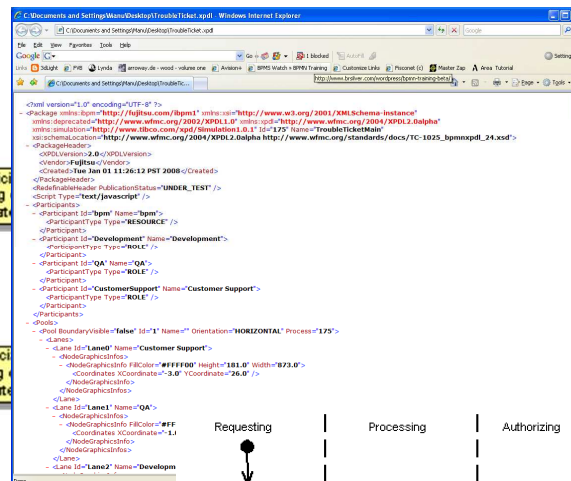 C:\Documents and Settings\Manu\Desktop\TroubleTicket.xpdl - Windows Internet Explorer
C:\Documents and Settings\Manu\Desktop\TroubleTicket.xpdl
Google
File Edit View Favorites Tools Help
Google Go 1 blocked AutoFill Setting
Links 3dLight FVB Lynda arroway.de - wood - volume one Avisions BPMS Watch » BPMN Training Customize Links Pisconet (c) Master Zap Area Tutorial
C:\Documents and Settings\Manu\Desktop\TroubleTic...
http://www.brsilver.com/wordpress/bpmn-training-beta/
Page Tools
<?xml version="1.0" encoding="UTF-8" ?>
- <Package xmlns:ibpm="http://fujitsu.com/ibpm1" xmlns:xsi="http://www.w3.org/2001/XMLSchema-instance"
xmlns:deprecated="http://www.wfmc.org/2002/XPDL1.0" xmlns:xpdl="http://www.wfmc.org/2004/XPDL2.0alpha"
xmlns:simulation="http://www.tibco.com/xpd/Simulation1.0.1" Id="175" Name="TroubleTicketMain"
xsi:schemaLocation="http://www.wfmc.org/2004/XPDL2.0alpha http://www.wfmc.org/standards/docs/TC-1025_bpmnxpdl_24.xsd">
- <PackageHeader>
<XPDLVersion>2.0</XPDLVersion>
<Vendor>Fujitsu</Vendor>
<Created>Tue Jan 01 11:26:12 PST 2008</Created>
</PackageHeader>
<RedefinableHeader PublicationStatus="UNDER_TEST" />
<Script Type="text/javascript" />
- <Participants>
- <Participant Id="bpm" Name="bpm">
<ParticipantType Type="RESOURCE" />
</Participant>
- <Participant Id="Development" Name="Development">
<ParticipantType Type="ROLE" />
</Participant>
- <Participant Id="QA" Name="QA">
<ParticipantType Type="ROLE" />
</Participant>
- <Participant Id="CustomerSupport" Name="Customer Support">
<ParticipantType Type="ROLE" />
</Participant>
</Participants>
- <Pools>
- <Pool BoundaryVisible="false" Id="1" Name="" Orientation="HORIZONTAL" Process="175">
- <Lanes>
- <Lane Id="Lane0" Name="Customer Support">
- <NodeGraphicsInfos>
- <NodeGraphicsInfo FillColor="#FFFF00" Height="181.0" Width="873.0">
<Coordinates XCoordinate="-3.0" YCoordinate="26.0" />
</NodeGraphicsInfo>
</NodeGraphicsInfos>
</Lane>
- <Lane Id="Lane1" Name="QA">
- <NodeGraphicsInfos>
- <NodeGraphicsInfo FillColor="#FF
<Coordinates XCoordinate="-1.
</NodeGraphicsInfo>
</NodeGraphicsInfos>
</Lane>
- <Lane Id="Lane2" Name="Developm
Requesting Processing Authorizing